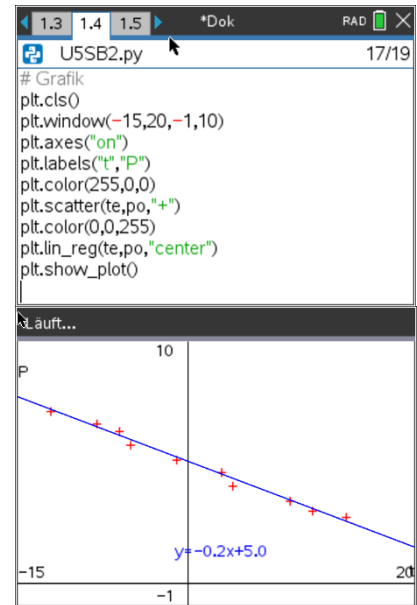 1.3 1.4 1.5 *Dok RAD
U5SB2.py 17/19
# Grafik
plt.cls()
plt.window(−15,20,−1,10)
plt.axes("on")
plt.labels("t","P")
plt.color(255,0,0)
plt.scatter(te,po,"+")
plt.color(0,0,255)
plt.lin_reg(te,po,"center")
plt.show_plot()
Läuft...
10
P
y=−0.2x+5.0
−15 20 t
−1